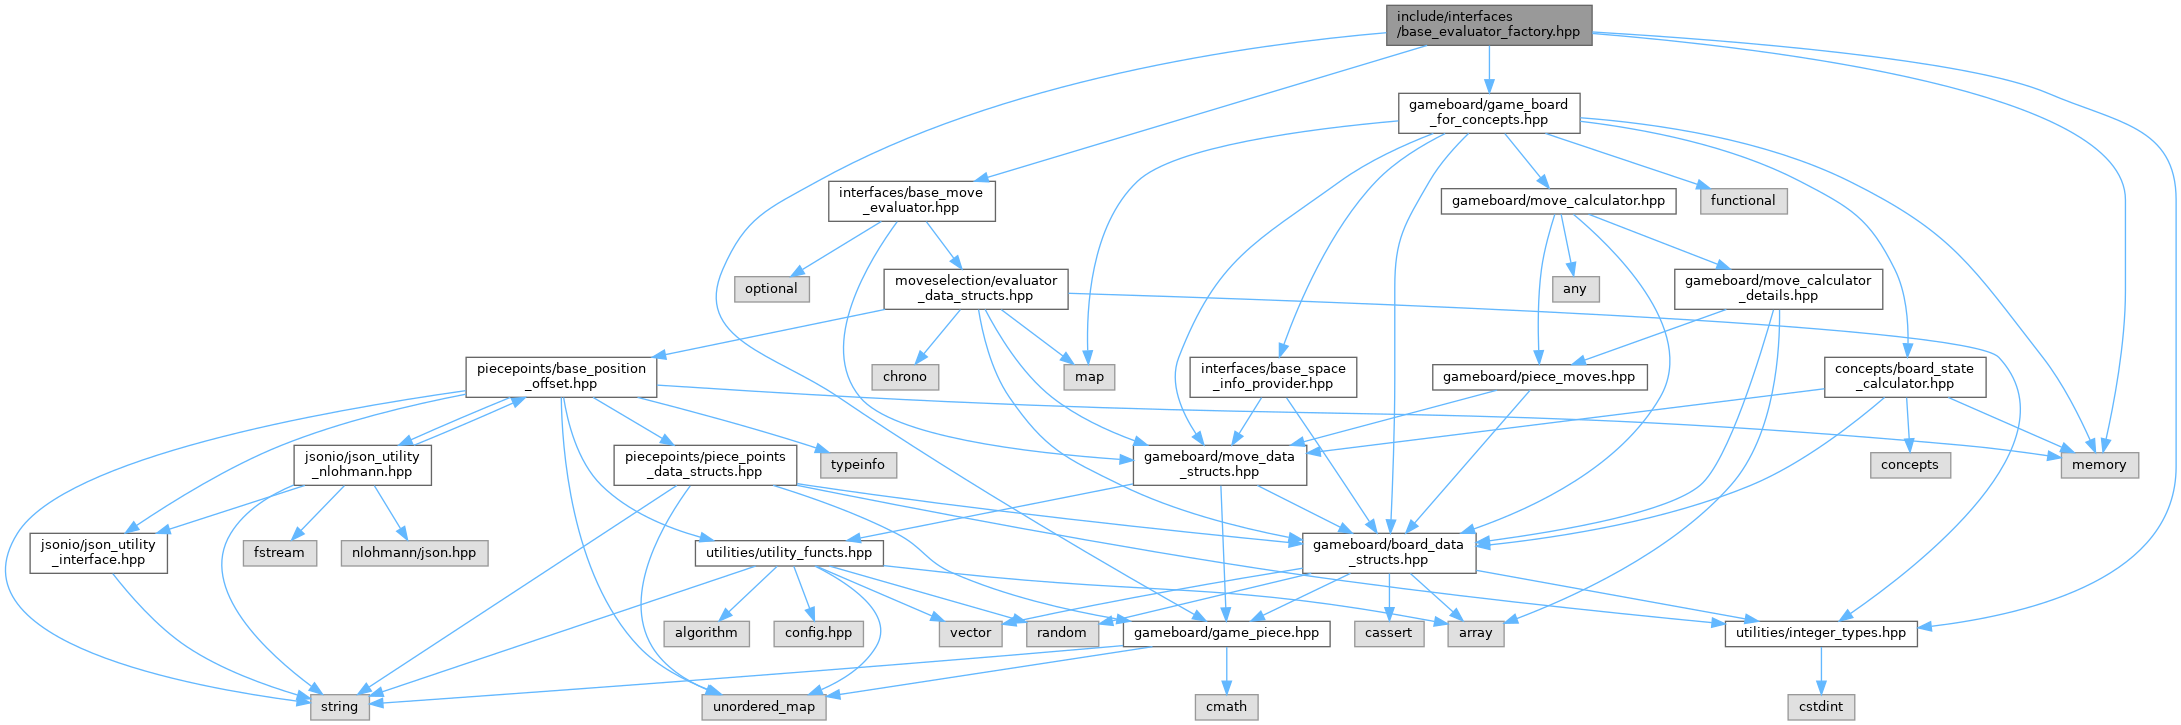 include/interfaces
/base_evaluator_factory.hpp
gameboard/game_board
_for_concepts.hpp
interfaces/base_move
_evaluator.hpp
gameboard/move_calculator.hpp
functional
optional
moveselection/evaluator
_data_structs.hpp
any
gameboard/move_calculator
_details.hpp
piecepoints/base_position
_offset.hpp
chrono
map
interfaces/base_space
_info_provider.hpp
gameboard/piece_moves.hpp
concepts/board_state
_calculator.hpp
jsonio/json_utility
_nlohmann.hpp
piecepoints/piece_points
_data_structs.hpp
typeinfo
gameboard/move_data
_structs.hpp
concepts
memory
jsonio/json_utility
_interface.hpp
fstream
nlohmann/json.hpp
utilities/utility_functs.hpp
gameboard/board_data
_structs.hpp
algorithm
config.hpp
vector
random
gameboard/game_piece.hpp
cassert
array
utilities/integer_types.hpp
string
unordered_map
cmath
cstdint